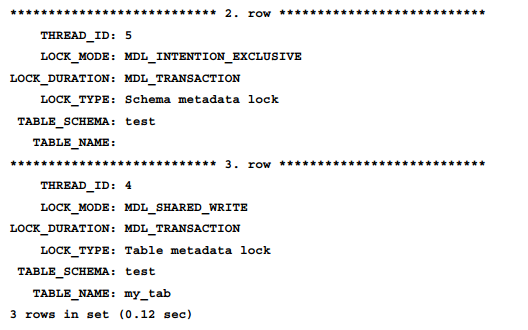 *************************** 2. row ***************************
THREAD_ID: 5
LOCK_MODE: MDL_INTENTION_EXCLUSIVE
LOCK_DURATION: MDL_TRANSACTION
LOCK_TYPE: Schema metadata lock
TABLE_SCHEMA: test
TABLE_NAME:
*************************** 3. row ***************************
THREAD_ID: 4
LOCK_MODE: MDL_SHARED_WRITE
LOCK_DURATION: MDL_TRANSACTION
LOCK_TYPE: Table metadata lock
TABLE_SCHEMA: test
TABLE_NAME: my_tab
3 rows in set (0.12 sec)